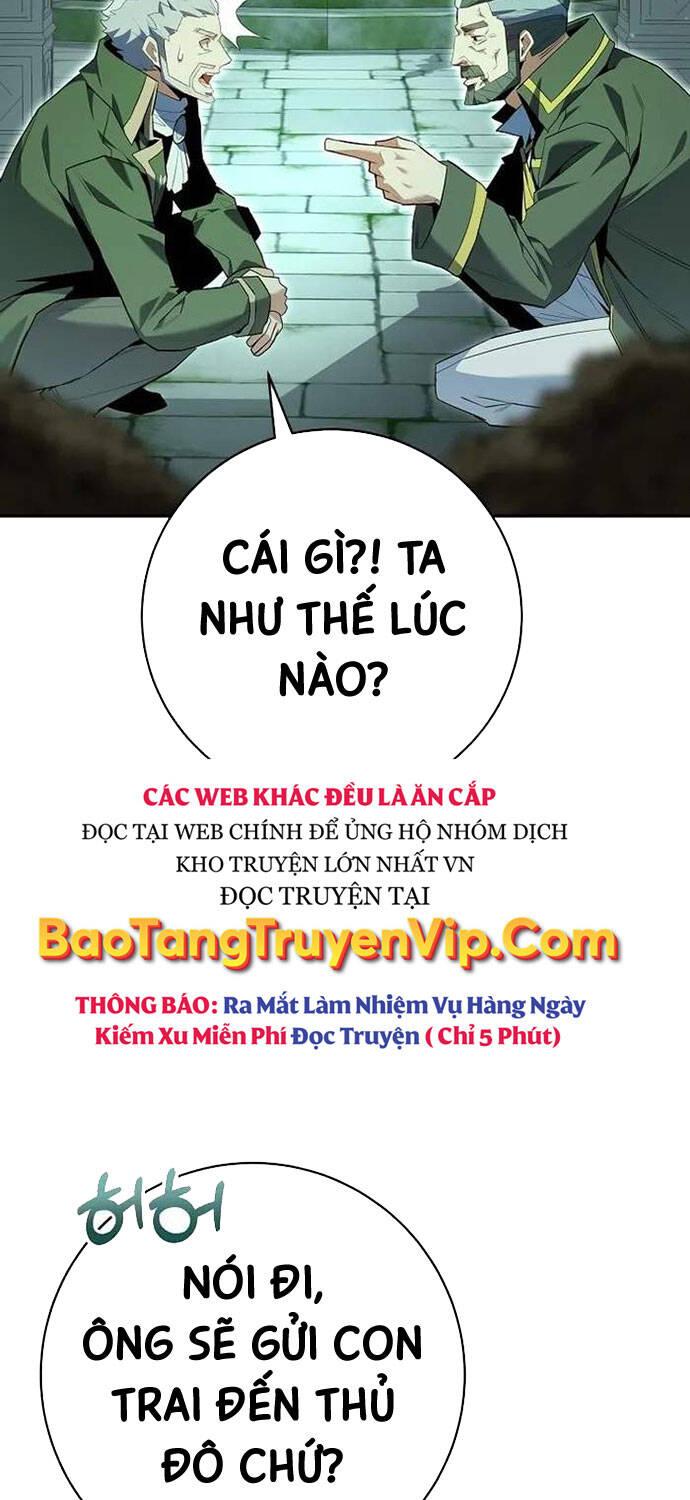 CÁI GÌ?! TA
NHƯ THẾ LÚC
NÀO?
CÁC WEB KHÁC ĐỀU LÀ ĂN CẮP
ĐỌC TẠI WEB CHÍNH ĐỂ ỦNG HỘ NHÓM DỊCH
KHO TRUYỆN LỚN NHẤT VN
ĐỌC TRUYỆN TẠI
BaoTangTruyenVip.Com
THÔNG BÁO: Ra Mắt Làm Nhiệm Vụ Hàng Ngày
Kiếm Xu Miễn Phí Đọc Truyện ( Chỉ 5 Phút)
허허
NÓI ĐI,
ÔNG SẼ GỬI CON
TRAI ĐẾN THỦ
ĐÔ CHỨ?